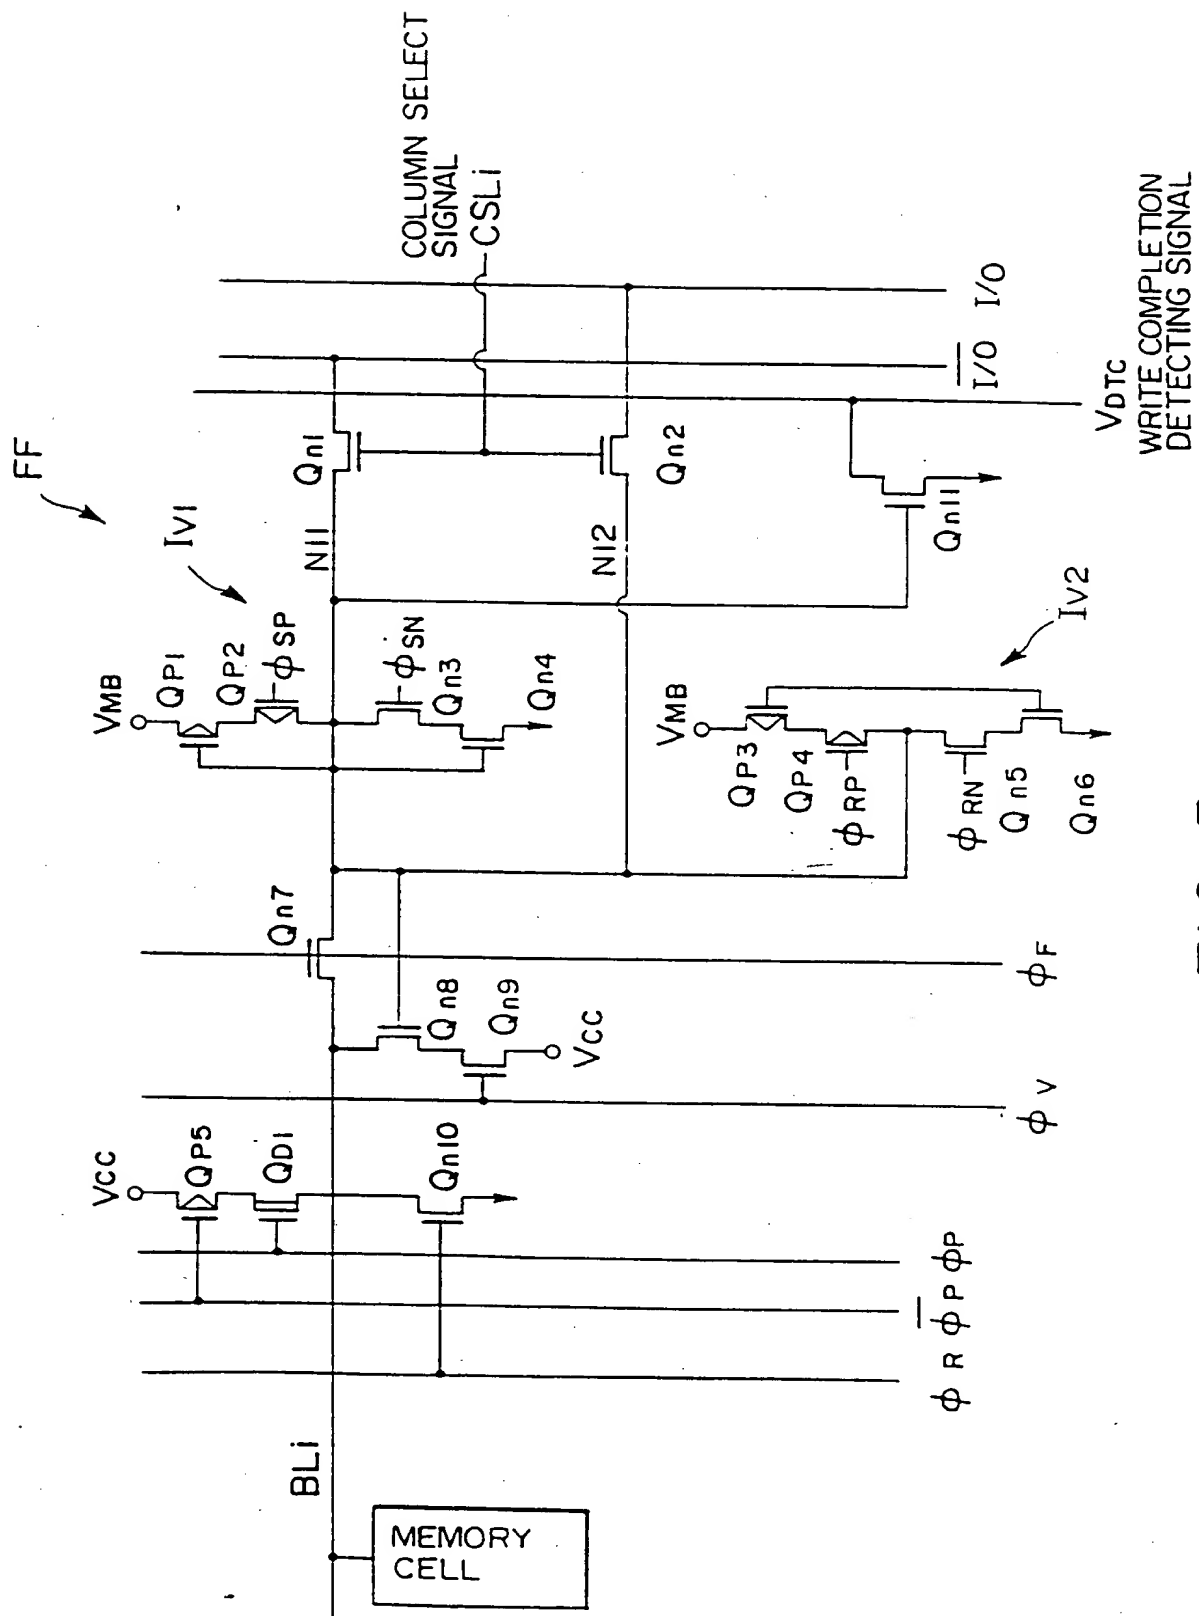 FF
IV1
COLUMN SELECT
SIGNAL
CSLi
VMB
QP1
QP2
φSP
φSN
Qn3
Qn4
N11
Qn1
N12
Qn2
I/O
I/O
VDTC
WRITE COMPLETION
DETECTING SIGNAL
Qn11
IV2
VMB
QP3
QP4
φRP
φRN
Qn5
Qn6
Qn7
φF
Qn8
Qn9
VCC
φV
VCC
QP5
QD1
Qn10
φP
φP
φR
BLi
MEMORY
CELL